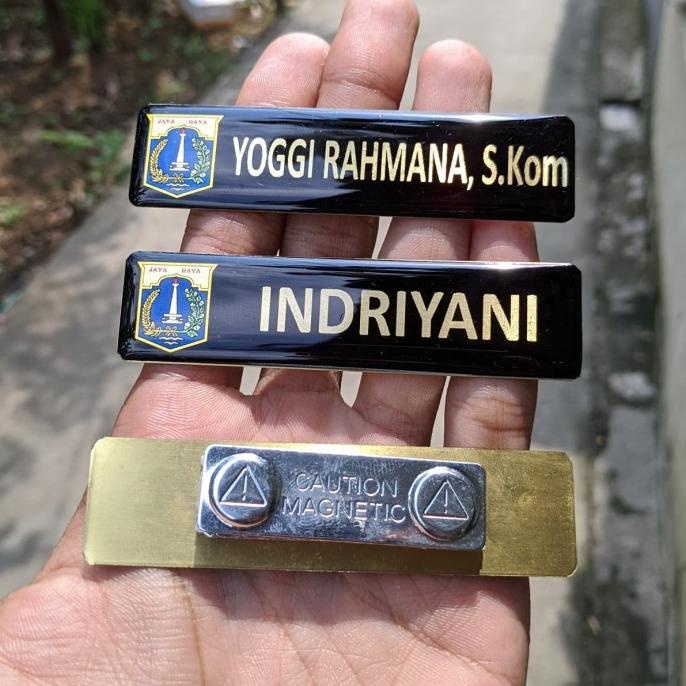 JAYA RAYA
YOGGI RAHMANA, S.Kom
JAYA RAYA
INDRIYANI
CAUTION
MAGNETIC